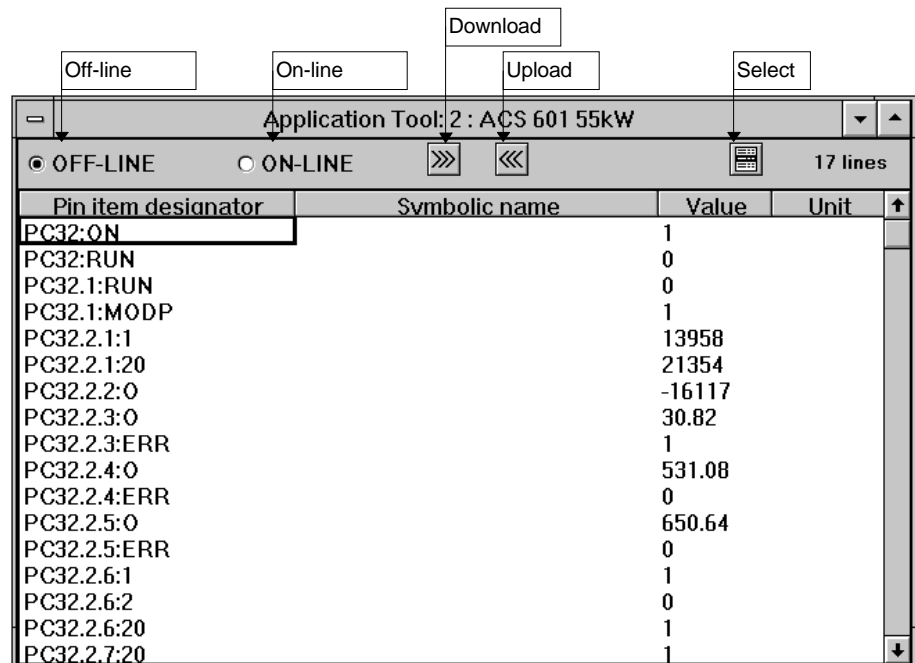 Download
Off-line On-line Upload Select
Application Tool: 2 : ACS 601 55kW
OFF-LINE ON-LINE 17 lines
Pin item designator Symbolic name Value Unit
PC32:ON 1
PC32:RUN 0
PC32.1:RUN 0
PC32.1:MODP 1
PC32.2.1:1 13958
PC32.2.1:20 21354
PC32.2.2:O -16117
PC32.2.3:O 30.82
PC32.2.3:ERR 1
PC32.2.4:O 531.08
PC32.2.4:ERR 0
PC32.2.5:O 650.64
PC32.2.5:ERR 0
PC32.2.6:1 1
PC32.2.6:2 0
PC32.2.6:20 1
PC32.2.7:20 1